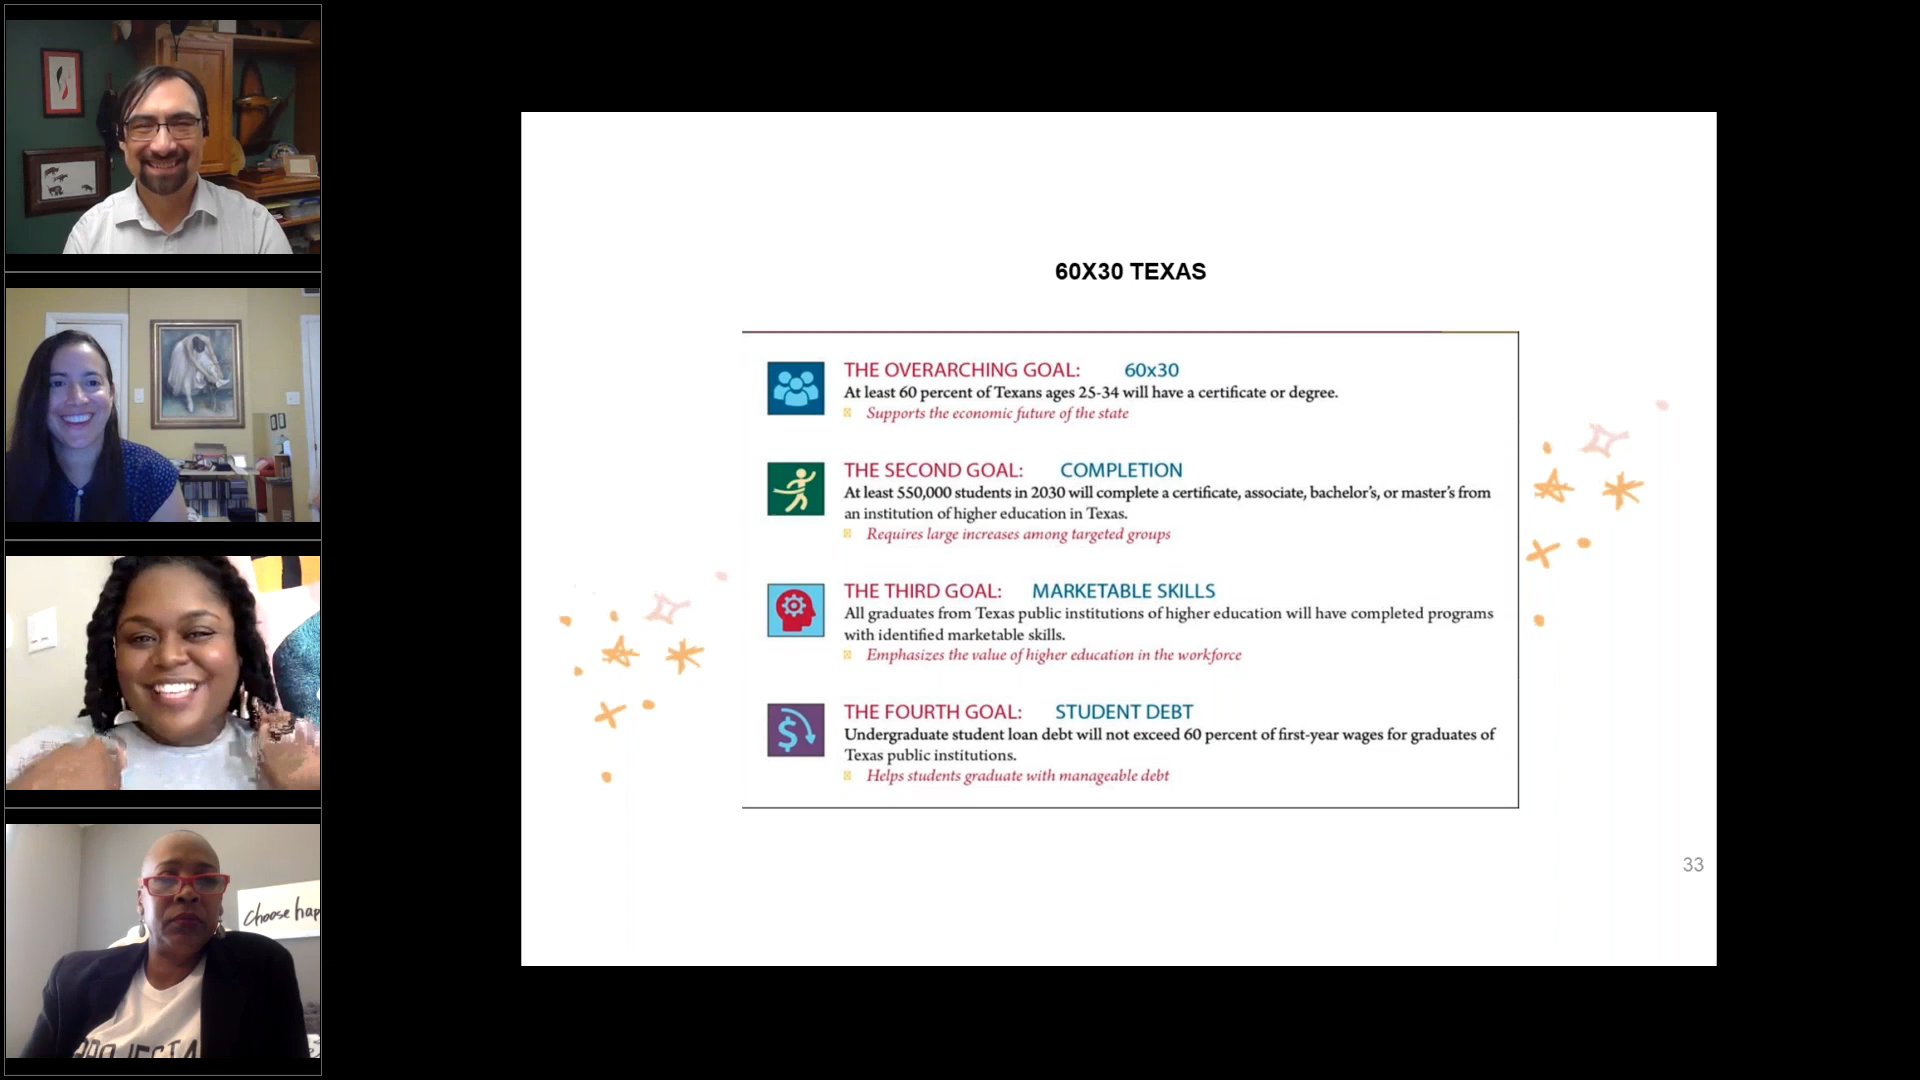 60X30 TEXAS
THE OVERARCHING GOAL: 60x30
At least 60 percent of Texans ages 25-34 will have a certificate or degree.
Supports the economic future of the state
THE SECOND GOAL: COMPLETION
At least 550,000 students in 2030 will complete a certificate, associate, bachelor's, or master's from
an institution of higher education in Texas.
Requires large increases among targeted groups
THE THIRD GOAL: MARKETABLE SKILLS
All graduates from Texas public institutions of higher education will have completed programs
with identified marketable skills.
Emphasizes the value of higher education in the workforce
THE FOURTH GOAL: STUDENT DEBT
Undergraduate student loan debt will not exceed 60 percent of first-year wages for graduates of
Texas public institutions.
Helps students graduate with manageable debt
33
Choose hap